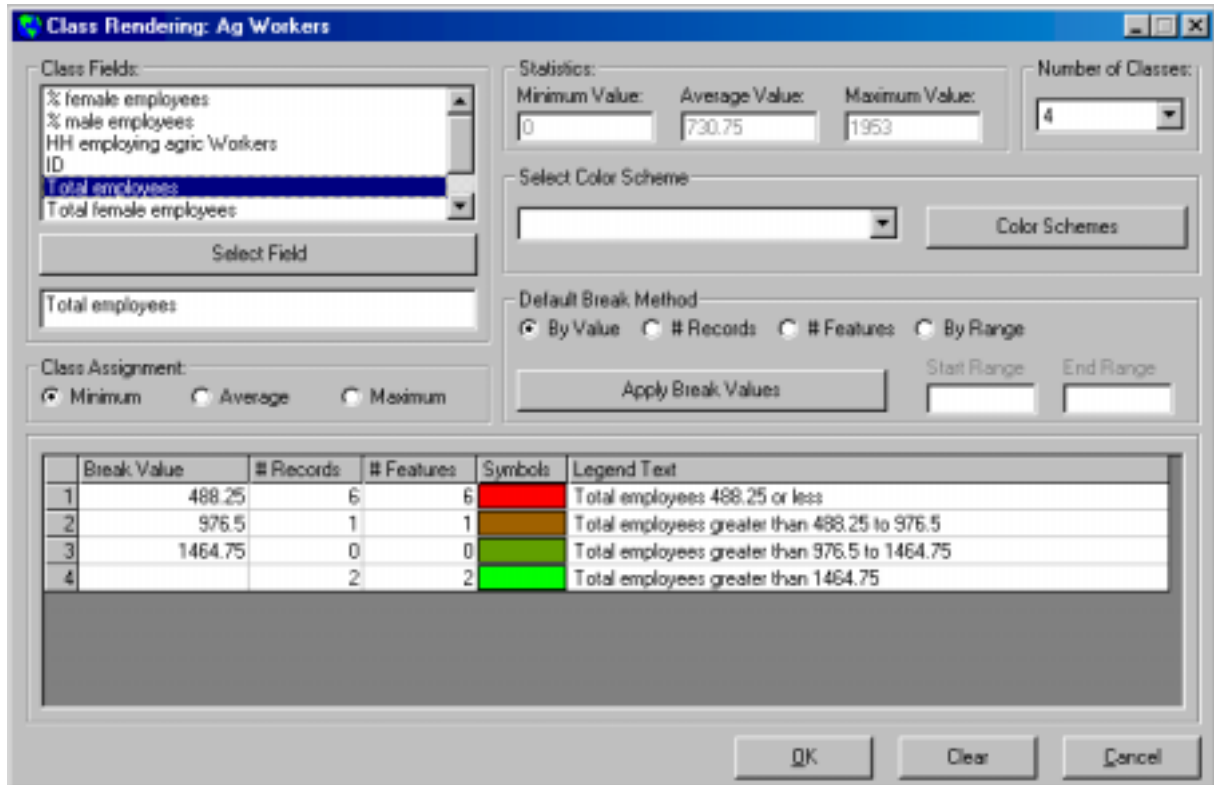 Class Rendering: Ag Workers
Class Fields:
% female employees
% male employees
HH employing agric Workers
ID
Total employees
Total female employees
Select Field
Total employees
Class Assignment:
Minimum Average Maximum
Statistics:
Minimum Value: Average Value: Maximum Value:
0 730.75 1953
Number of Classes:
4
Select Color Scheme
Color Schemes
Default Break Method
By Value # Records # Features By Range
Start Range End Range
Apply Break Values
Break Value # Records # Features Symbols Legend Text
1 488.25 6 6 Total employees 488.25 or less
2 976.5 1 1 Total employees greater than 488.25 to 976.5
3 1464.75 0 0 Total employees greater than 976.5 to 1464.75
4 2 2 Total employees greater than 1464.75
OK Clear Cancel